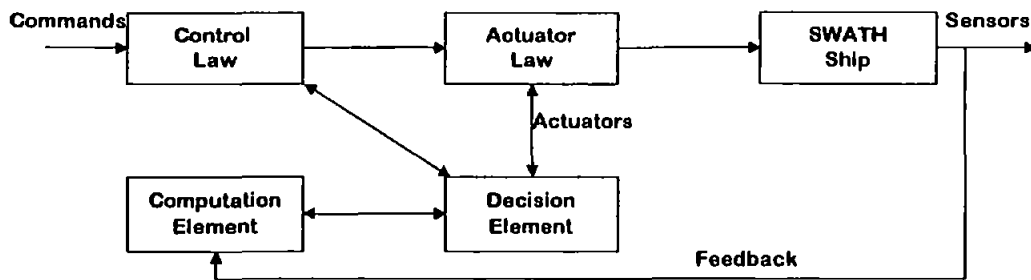 Commands
Control
Law
Actuator
Law
SWATH
Ship
Sensors
Actuators
Computation
Element
Decision
Element
Feedback